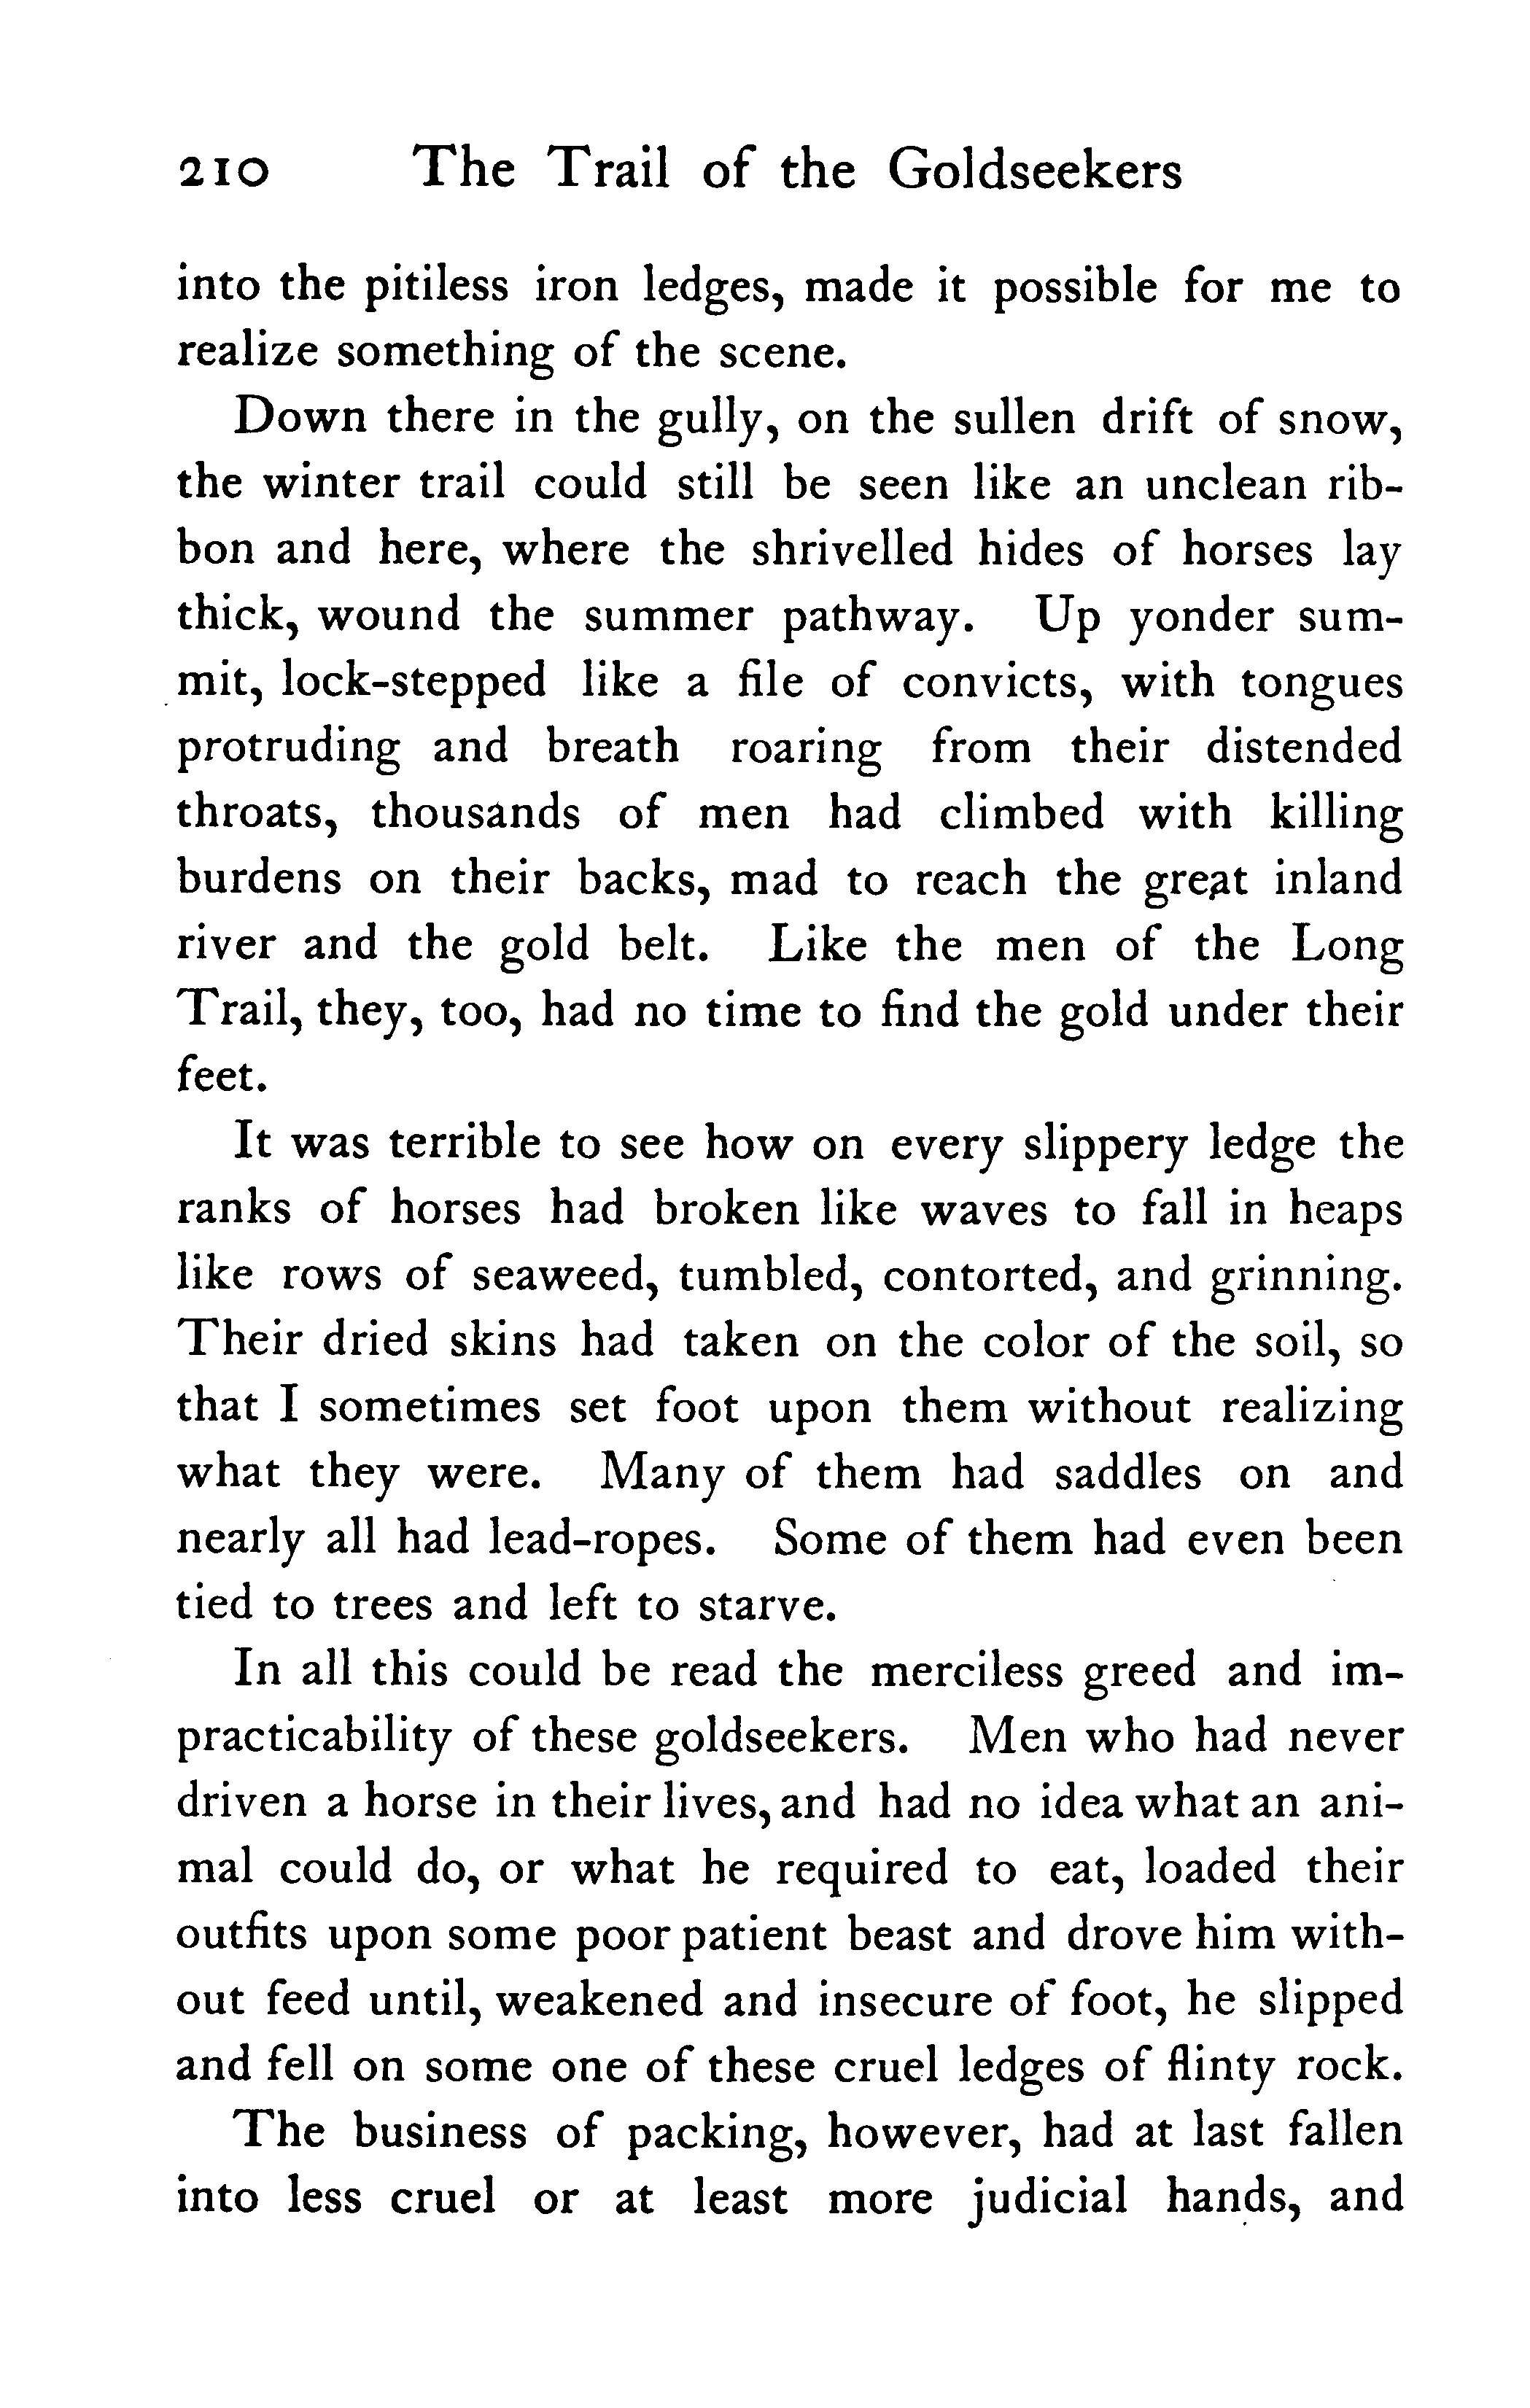 210 The Trail of the Goldseekers
into the pitiless iron ledges, made it possible for me to
realize something of the scene.
Down there in the gully, on the sullen drift of snow,
the winter trail could still be seen like an unclean rib-
bon and here, where the shrivelled hides of horses lay
thick, wound the summer pathway. Up yonder sum-
mit, lock-stepped like a file of convicts, with tongues
protruding and breath roaring from their distended
throats, thousands of men had climbed with killing
burdens on their backs, mad to reach the great inland
river and the gold belt. Like the men of the Long
Trail, they, too, had no time to find the gold under their
feet.
It was terrible to see how on every slippery ledge the
ranks of horses had broken like waves to fall in heaps
like rows of seaweed, tumbled, contorted, and grinning.
Their dried skins had taken on the color of the soil, so
that I sometimes set foot upon them without realizing
what they were. Many of them had saddles on and
nearly all had lead-ropes. Some of them had even been
tied to trees and left to starve.
In all this could be read the merciless greed and im-
practicability of these goldseekers. Men who had never
driven a horse in their lives, and had no idea what an ani-
mal could do, or what he required to eat, loaded their
outfits upon some poor patient beast and drove him with-
out feed until, weakened and insecure of foot, he slipped
and fell on some one of these cruel ledges of flinty rock.
The business of packing, however, had at last fallen
into less cruel or at least more judicial hands, and